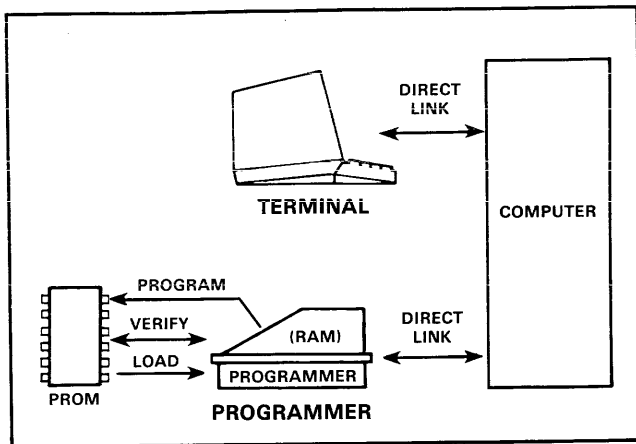 DIRECT
LINK
TERMINAL
COMPUTER
PROGRAM
VERIFY
LOAD
PROM
(RAM)
PROGRAMMER
PROGRAMMER
DIRECT
LINK